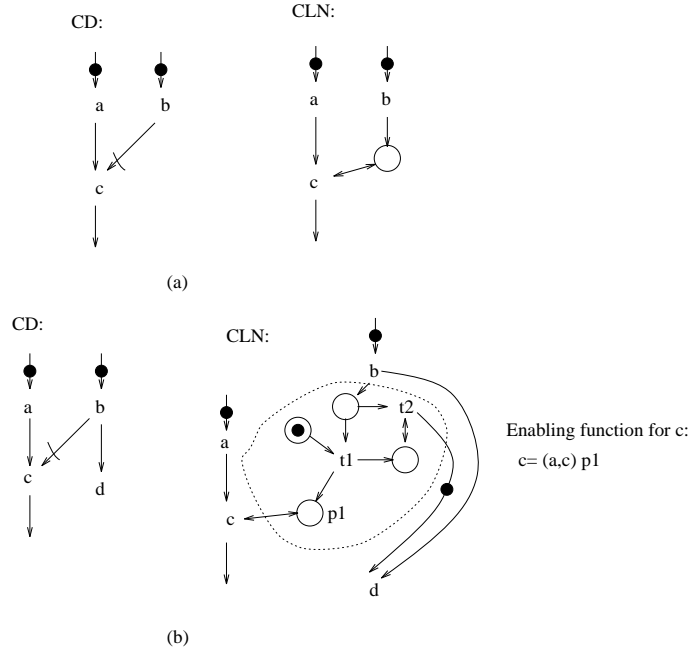 CD:
CLN:
a
b
a
b
c
c
(a)
CD:
CLN:
b
a
b
t2
a
Enabling function for c:
t1
c= (a,c) p1
c
d
c
p1
d
(b)